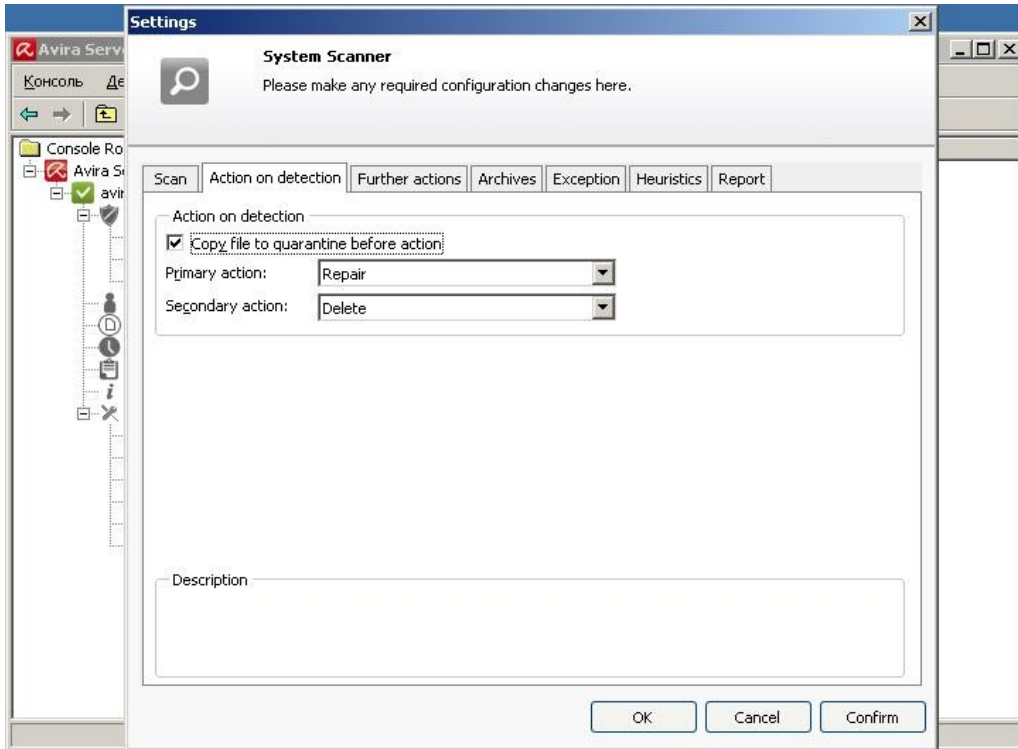 Settings
System Scanner
Please make any required configuration changes here.
Avira Serv
Консоль Де
Console Ro
Avira S
avir
Scan Action on detection Further actions Archives Exception Heuristics Report
Action on detection
Copy file to quarantine before action
Primary action: Repair
Secondary action: Delete
Description
OK Cancel Confirm